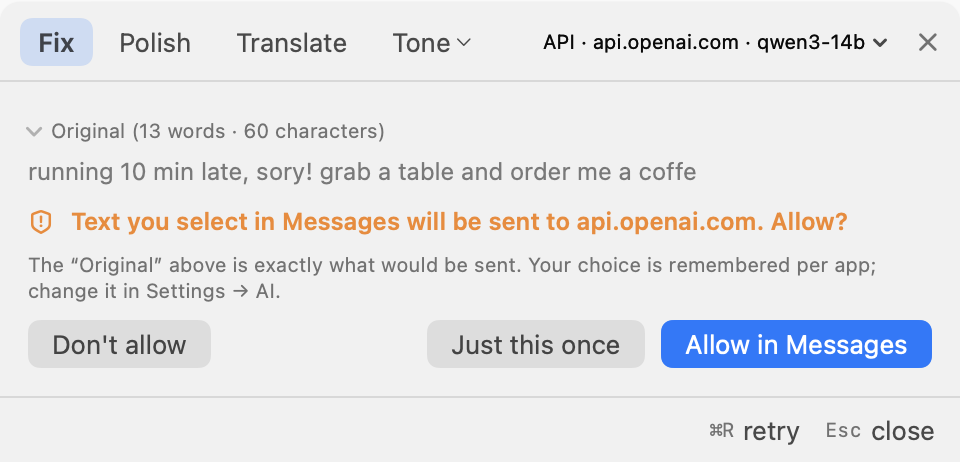 Fix Polish Translate Tone API · api.openai.com · qwen3-14b
Original (13 words · 60 characters)
running 10 min late, sory! grab a table and order me a coffe
Text you select in Messages will be sent to api.openai.com. Allow?
The “Original” above is exactly what would be sent. Your choice is remembered per app;
change it in Settings → AI.
Don't allow Just this once Allow in Messages
⌘R retry Esc close